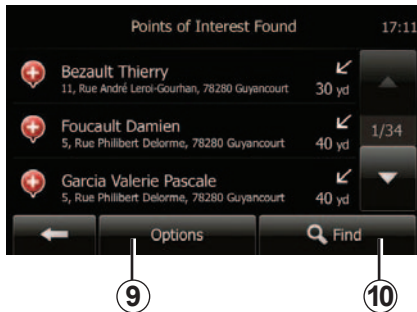 Points of Interest Found 17:11
Bezault Thierry
11, Rue André Leroi-Gourhan, 78280 Guyancourt 30 yd
Foucault Damien
5, Rue Philibert Delorme, 78280 Guyancourt 40 yd
1/34
Garcia Valerie Pascale
5, Rue Philibert Delorme, 78280 Guyancourt 40 yd
Options Find
9 10